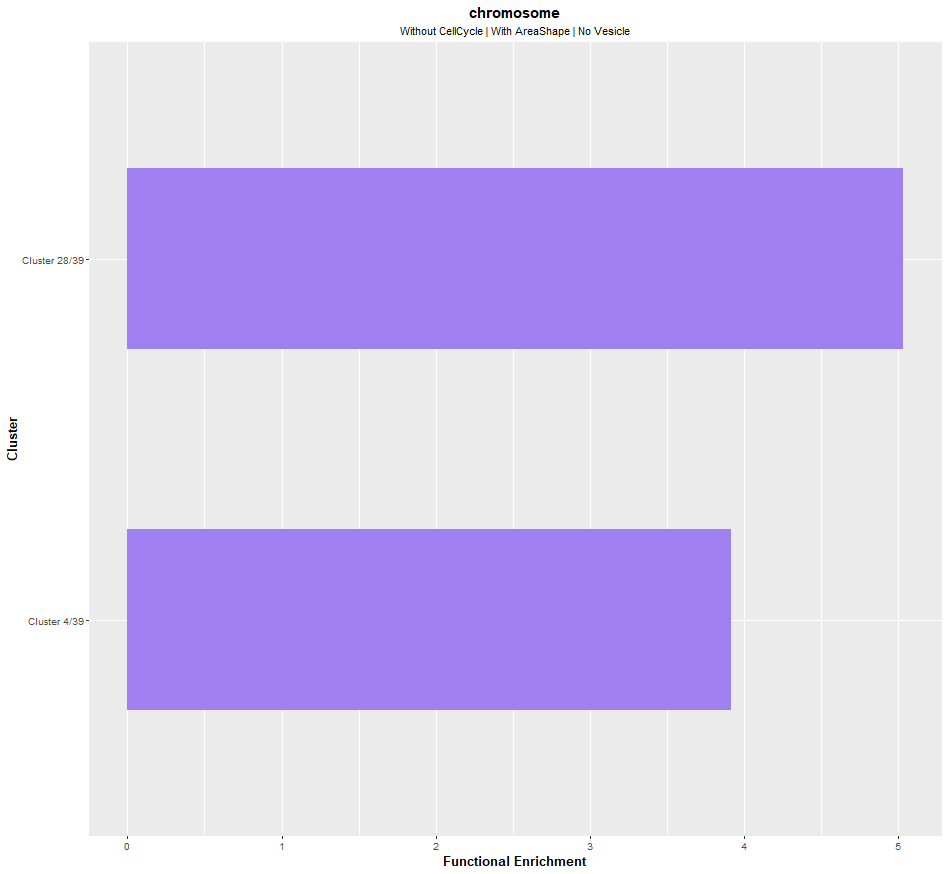 chromosome
Without CellCycle | With AreaShape | No Vesicle
Cluster
Cluster 28/39
Cluster 4/39
0 1 2 3 4 5
Functional Enrichment